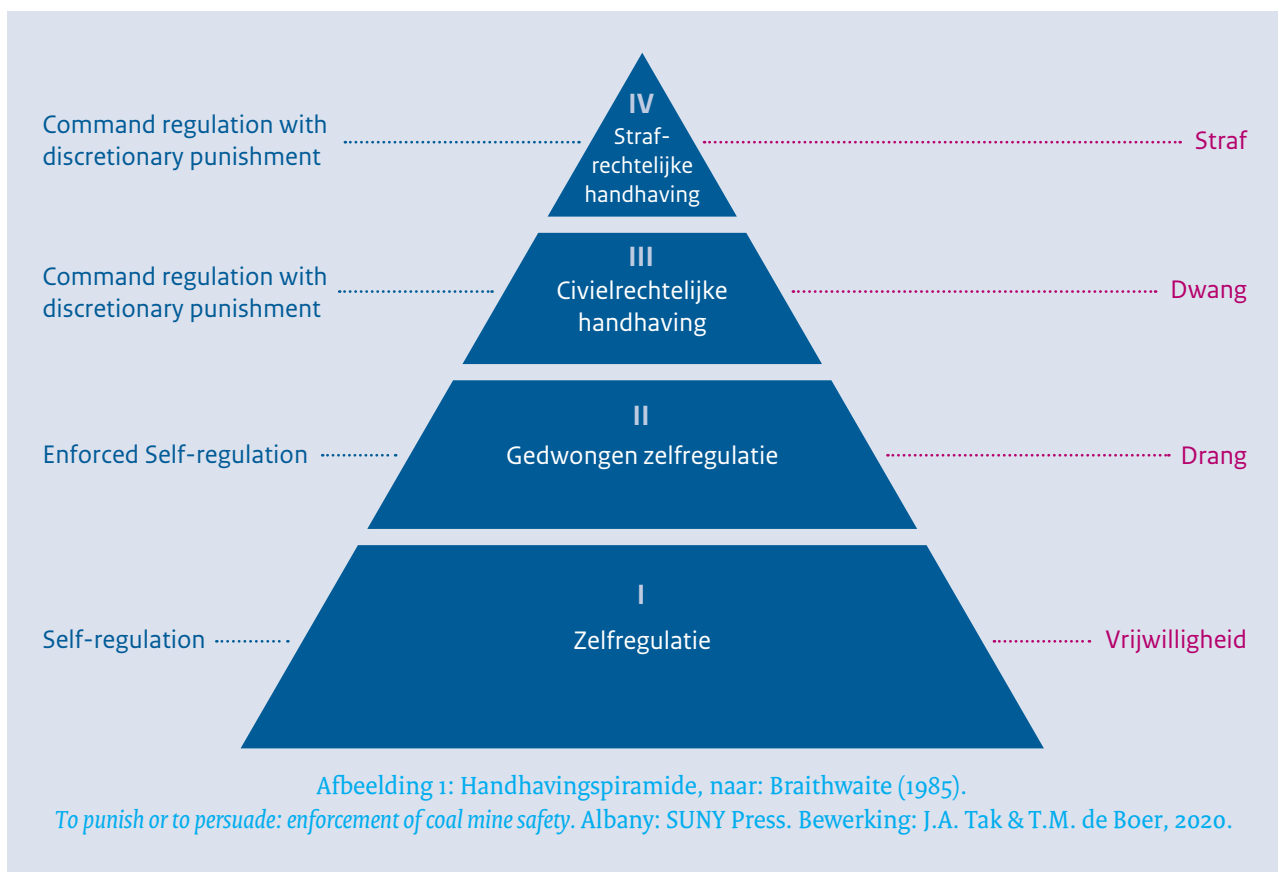 IV
Command regulation with
discretionary punishment
Straf-
rechtelijke
handhaving
Straf
III
Command regulation with
discretionary punishment
Civielrechtelijke
handhaving
Dwang
II
Enforced Self-regulation
Gedwongen zelfregulatie
Drang
I
Self-regulation
Zelfregulatie
Vrijwilligheid
Afbeelding 1: Handhavingspiramide, naar: Braithwaite (1985).
To punish or to persuade: enforcement of coal mine safety. Albany: SUNY Press. Bewerking: J.A. Tak & T.M. de Boer, 2020.